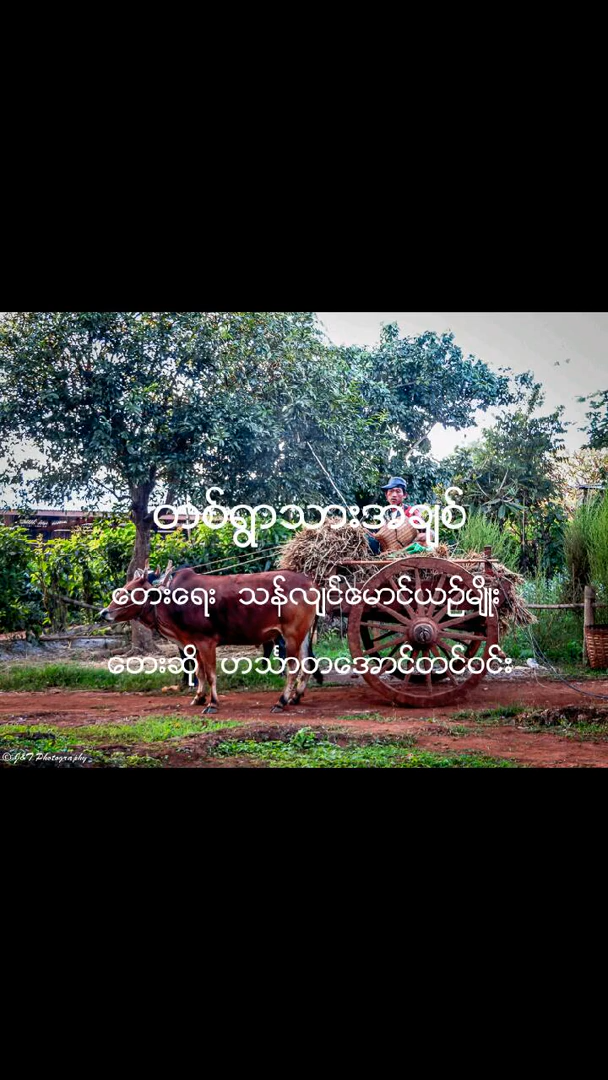 တစ်ရွာသားအချစ်
တေးရေး သန်လျင်မောင်ယဉ်မျိုး
တေးဆို ဟင်္သာတအောင်တင်ဝင်း
©J&T Photography